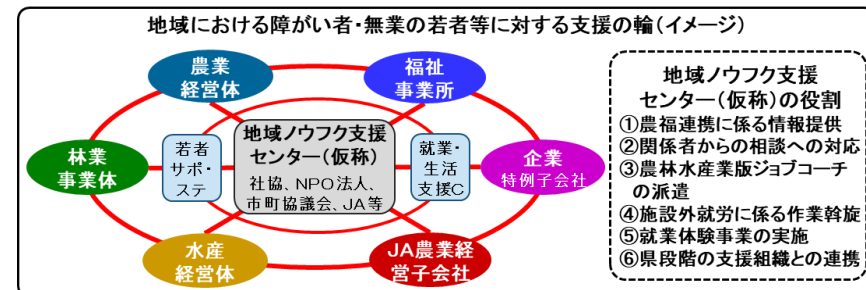 地域における障がい者・無業の若者等に対する支援の輪(イメージ)
農業
経営体
福祉
事業所
林業
事業体
若者
サポ・
ステ
地域ノウフク支援
センター(仮称)
社協、NPO法人、
市町協議会、JA等
就業・
生活
支援C
企業
特例子会社
水産
経営体
JA農業経
営子会社
地域ノウフク支援
センター(仮称)の役割
①農福連携に係る情報提供
②関係者からの相談への対応
③農林水産業版ジョブコーチ
の派遣
④施設外就労に係る作業斡旋
⑤就業体験事業の実施
⑥県段階の支援組織との連携